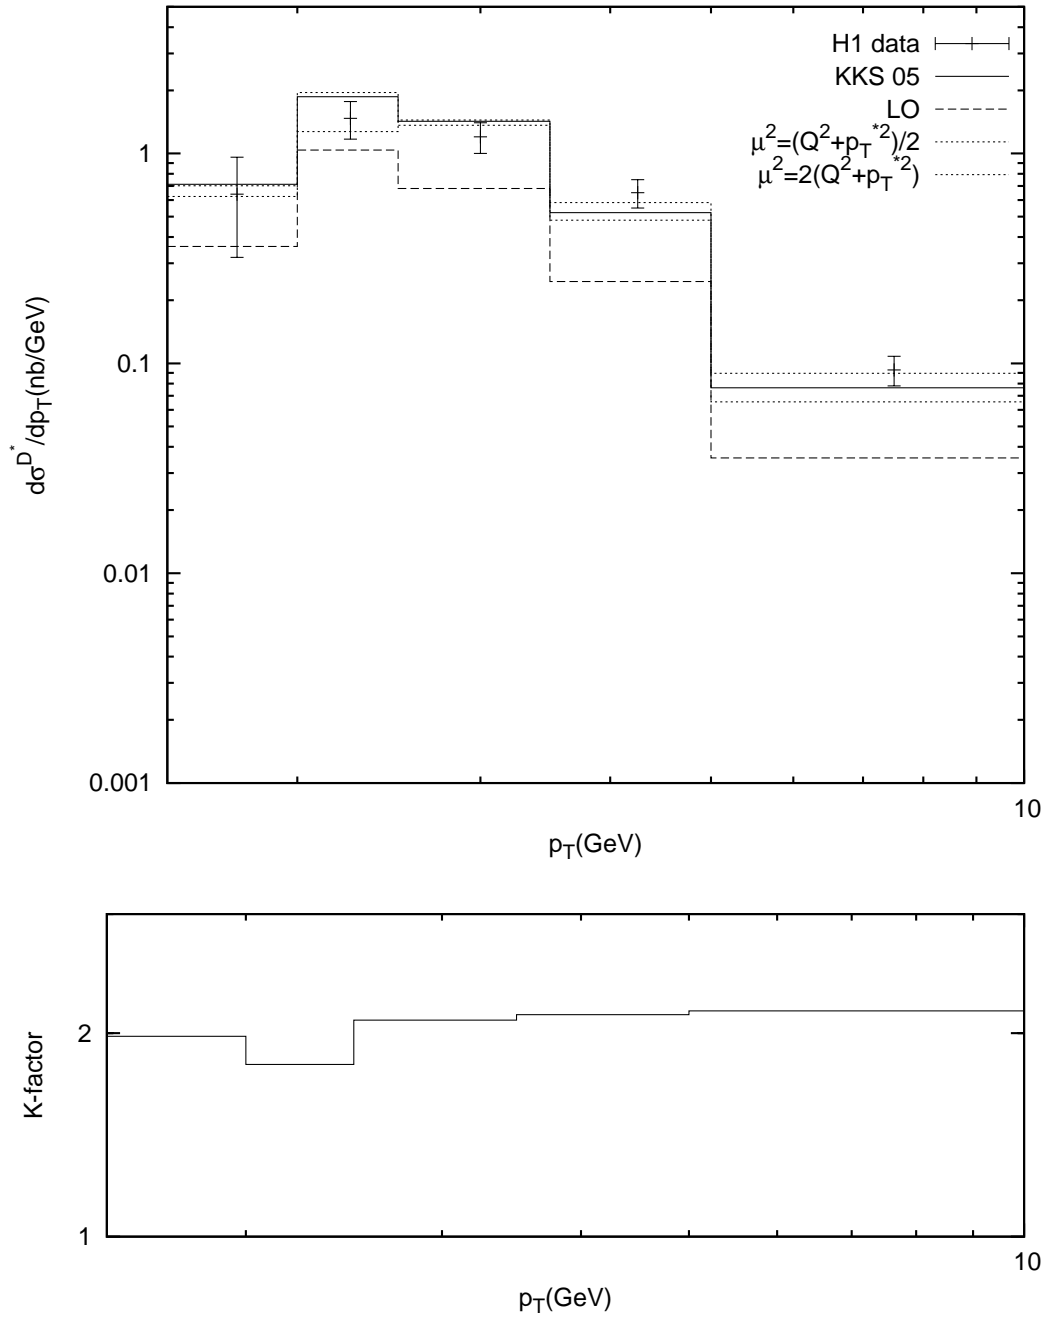 H1 data
KKS 05
LO
μ²=(Q²+p_T*²)/2
μ²=2(Q²+p_T*²)
1
0.1
0.01
0.001
10
dσ^D*/dp_T(nb/GeV)
p_T(GeV)
2
1
10
K-factor
p_T(GeV)